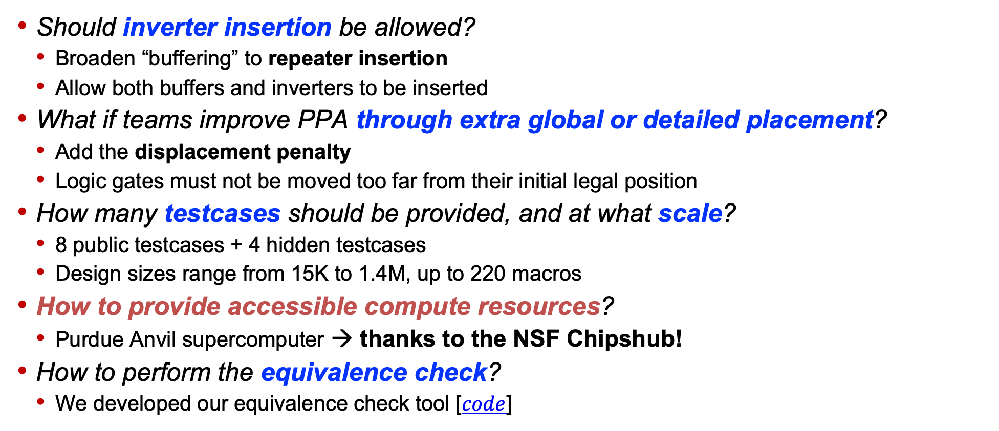 • Should inverter insertion be allowed?
• Broaden “buffering” to repeater insertion
• Allow both buffers and inverters to be inserted
• What if teams improve PPA through extra global or detailed placement?
• Add the displacement penalty
• Logic gates must not be moved too far from their initial legal position
• How many testcases should be provided, and at what scale?
• 8 public testcases + 4 hidden testcases
• Design sizes range from 15K to 1.4M, up to 220 macros
• How to provide accessible compute resources?
• Purdue Anvil supercomputer → thanks to the NSF Chipshub!
• How to perform the equivalence check?
• We developed our equivalence check tool [code]